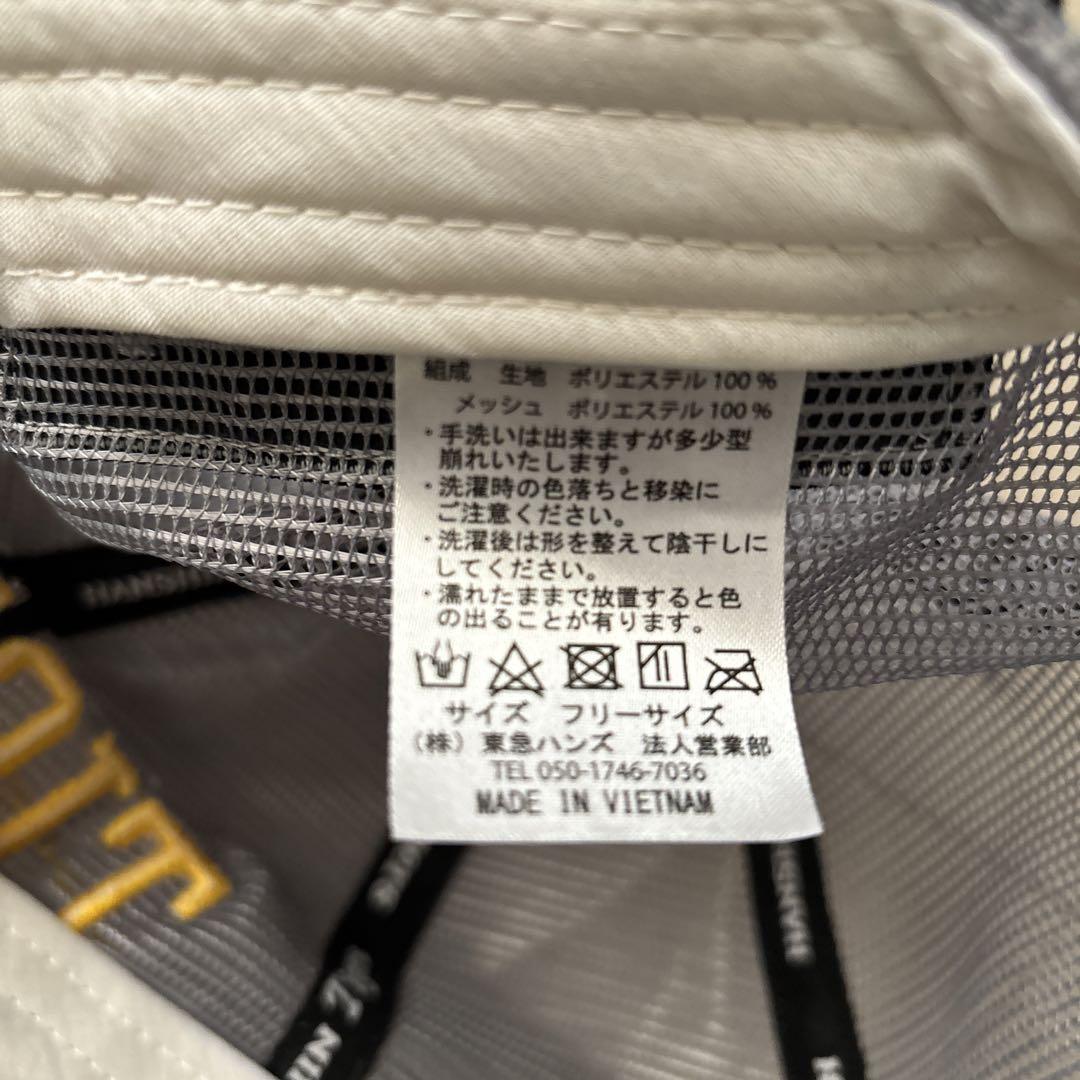 組成 生地 ポリエステル 100 %
メッシュ ポリエステル 100 %
・手洗いは出来ますが多少型
崩れいたします。
・洗濯時の色落ちと移染に
ご注意ください。
・洗濯後は形を整えて陰干しに
してください。
・濡れたままで放置すると色
の出ることが有ります。
サイズ フリーサイズ
(株) 東急ハンズ 法人営業部
TEL 050-1746-7036
MADE IN VIETNAM
HANSHIN
HANSHIN